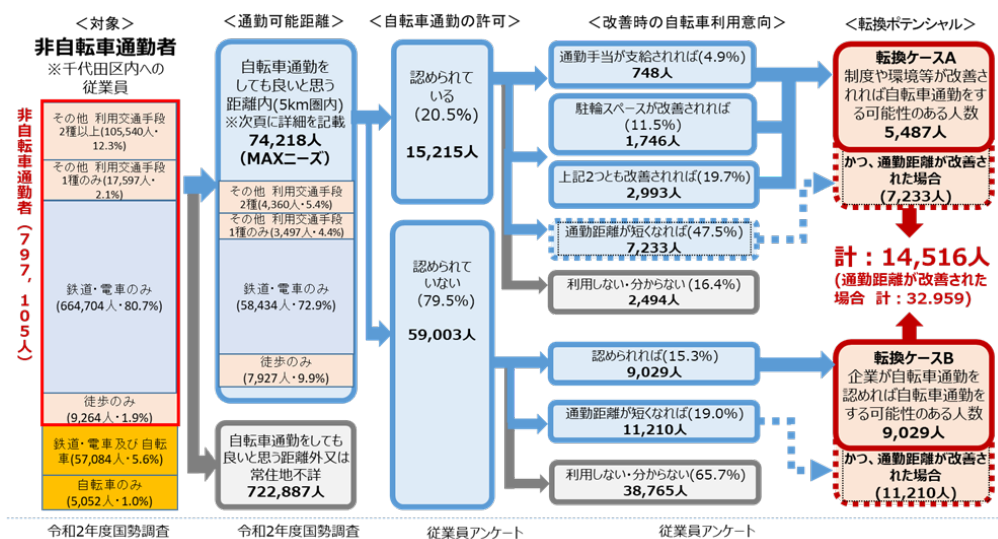 ＜対象＞
非自転車通勤者
※千代田区内への
従業員
非自転車通勤者（797,105人）
その他 利用交通手段
2種以上(105,540人・
12.3%)
その他 利用交通手段
1種のみ(17,597人・
2.1%)
鉄道・電車のみ
(664,704人・80.7%)
徒歩のみ
(9,264人・1.9%)
鉄道・電車及び自転
車(57,084人・5.6%)
自転車のみ
(5,052人・1.0%)
令和2年度国勢調査
＜通勤可能距離＞
自転車通勤を
しても良いと思う
距離内(5km圏内)
※次頁に詳細を記載
74,218人
（MAXニーズ）
その他 利用交通手段
2種(4,360人・5.4%)
その他 利用交通手段
1種のみ(3,497人・4.4%)
鉄道・電車のみ
(58,434人・72.9%)
徒歩のみ
(7,927人・9.9%)
自転車通勤をしても
良いと思う距離外又は
常住地不詳
722,887人
令和2年度国勢調査
＜自転車通勤の許可＞
認められて
いる
(20.5%)
15,215人
認められて
いない
(79.5%)
59,003人
従業員アンケート
＜改善時の自転車利用意向＞
通勤手当が支給されれば(4.9%)
748人
駐輪スペースが改善されれば
(11.5%)
1,746人
上記2つとも改善されれば(19.7%)
2,993人
通勤距離が短くなれば(47.5%)
7,233人
利用しない・分からない(16.4%)
2,494人
認められれば(15.3%)
9,029人
通勤距離が短くなれば(19.0%)
11,210人
利用しない・分からない(65.7%)
38,765人
従業員アンケート
＜転換ポテンシャル＞
転換ケースA
制度や環境等が改善さ
れれば自転車通勤をす
る可能性のある人数
5,487人
かつ、通勤距離が改善さ
れた場合
(7,233人)
計：14,516人
(通勤距離が改善された
場合 計：32.959)
転換ケースB
企業が自転車通勤を
認めれば自転車通勤を
する可能性のある人数
9,029人
かつ、通勤距離が改善さ
れた場合
(11,210人)